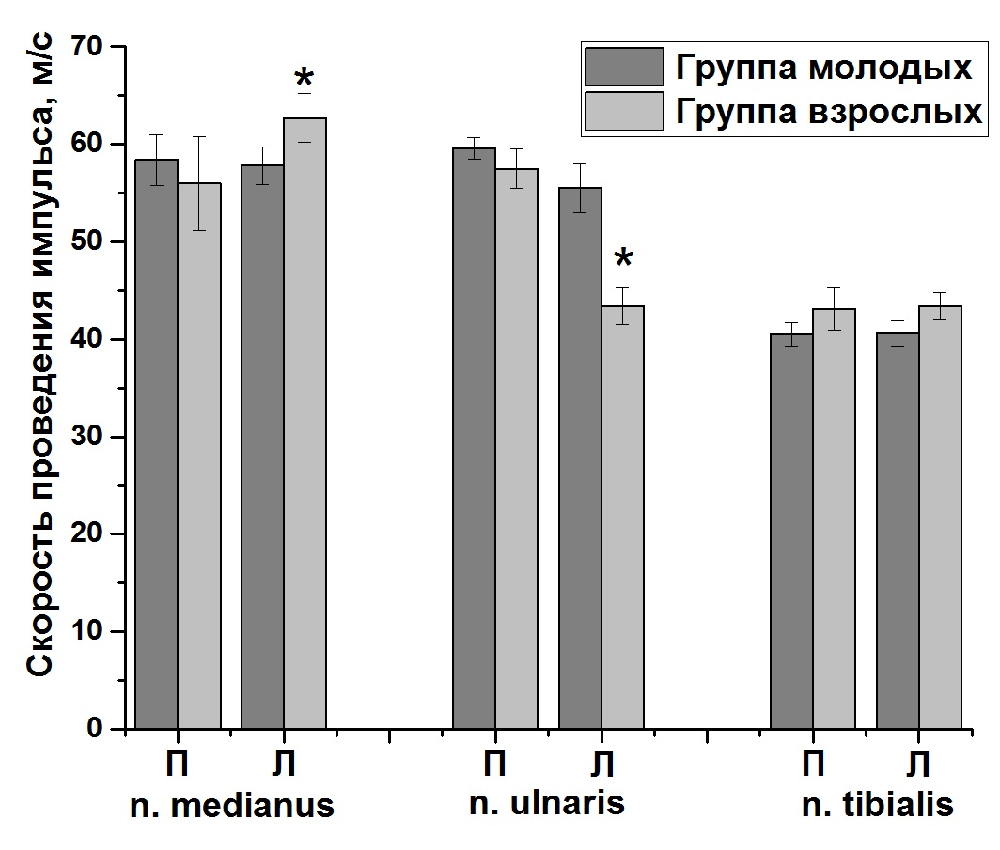 Скорость проведения импульса, м/с
70
60
50
40
30
20
10
0
Группа молодых
Группа взрослых
*
*
П Л П Л П Л
n. medianus n. ulnaris n. tibialis